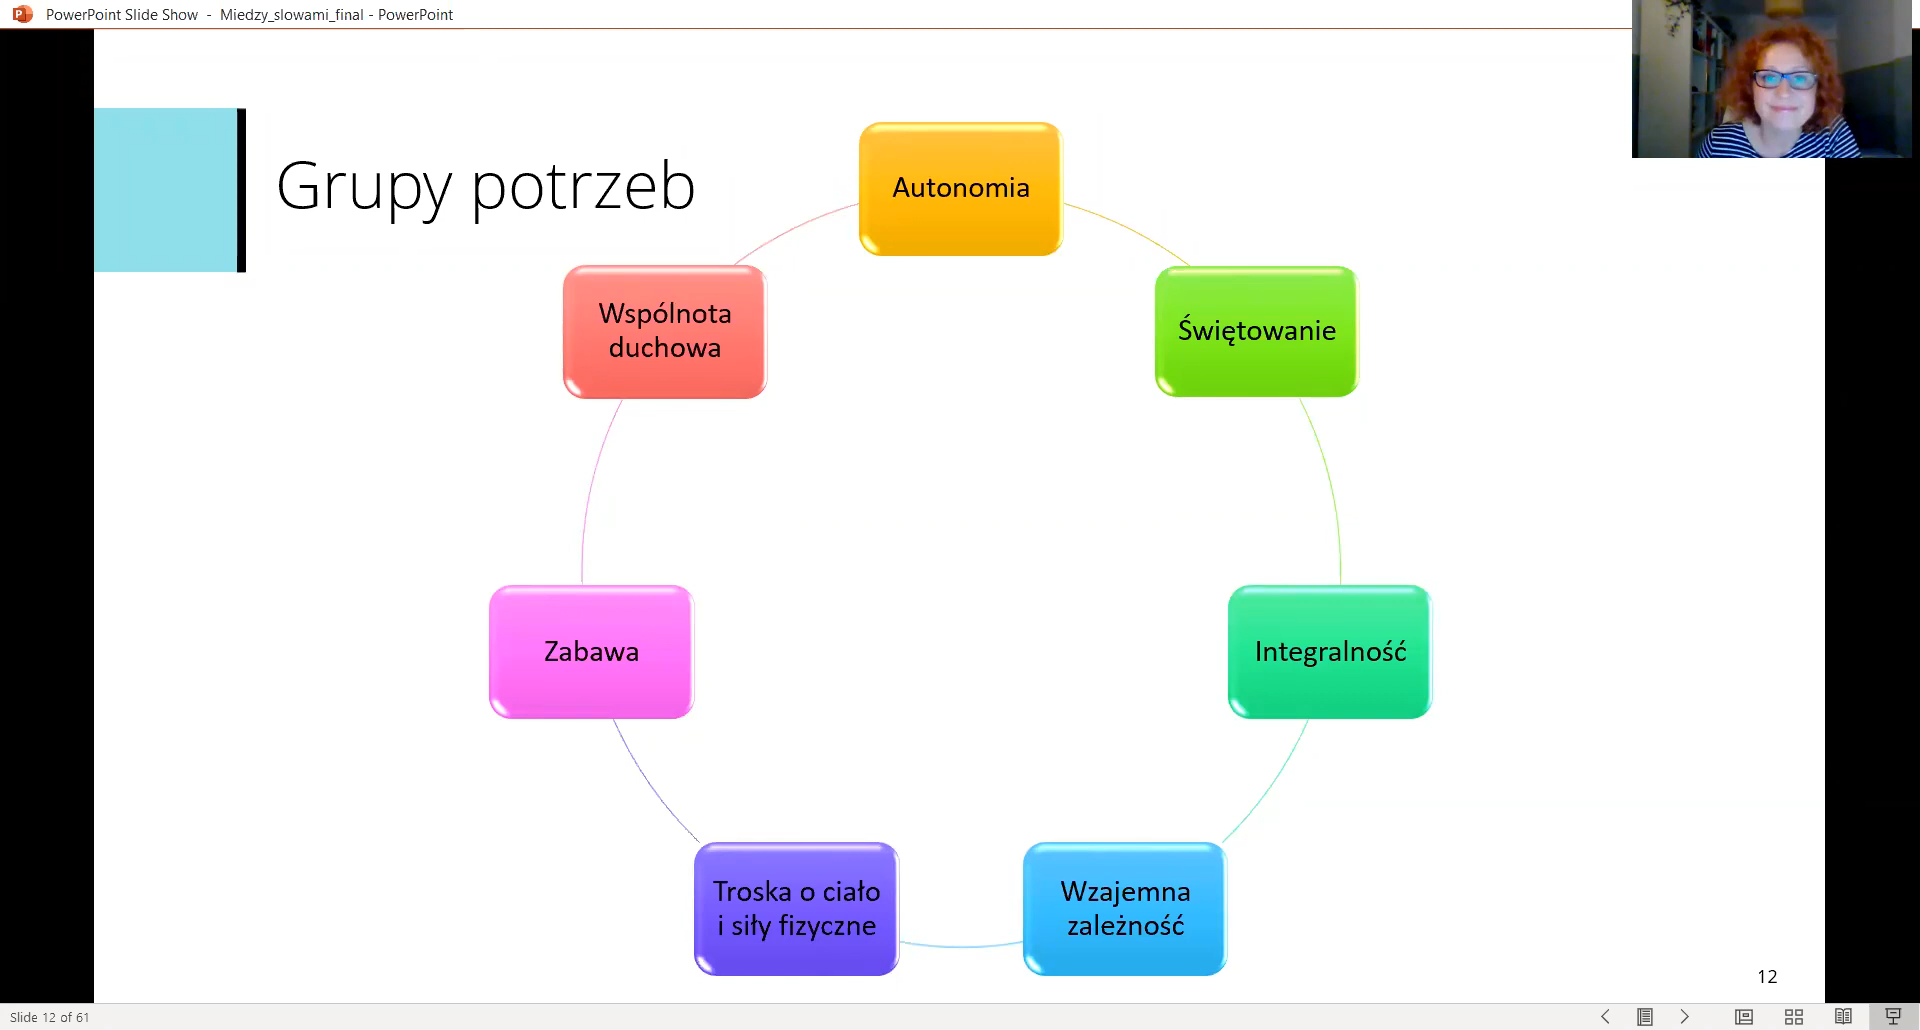 PowerPoint Slide Show - Miedzy_slowami_final - PowerPoint
Grupy potrzeb
Autonomia
Świętowanie
Integralność
Wzajemna
zależność
Troska o ciało
i siły fizyczne
Zabawa
Wspólnota
duchowa
12
Slide 12 of 61